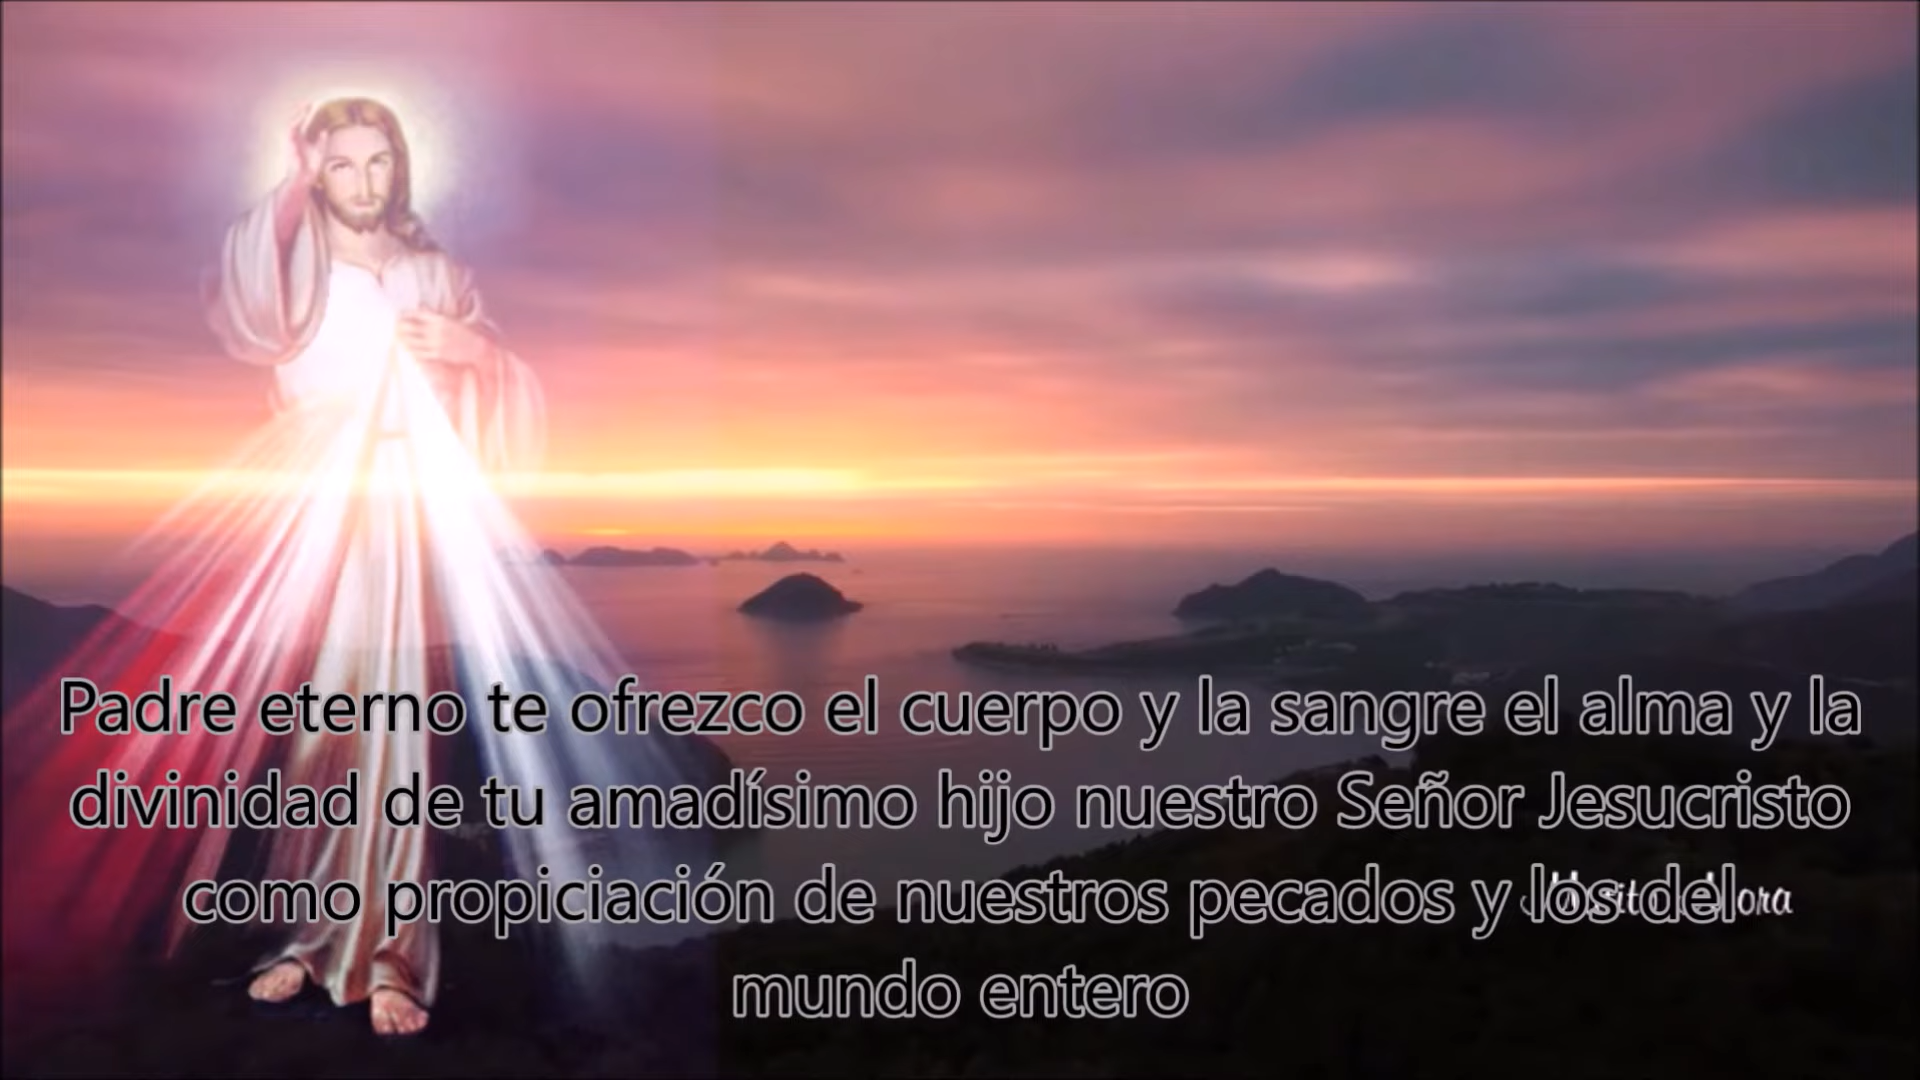 Padre eterno te ofrezco el cuerpo y la sangre el alma y la
divinidad de tu amadísimo hijo nuestro Señor Jesucristo
como propiciación de nuestros pecados y los del
mundo entero